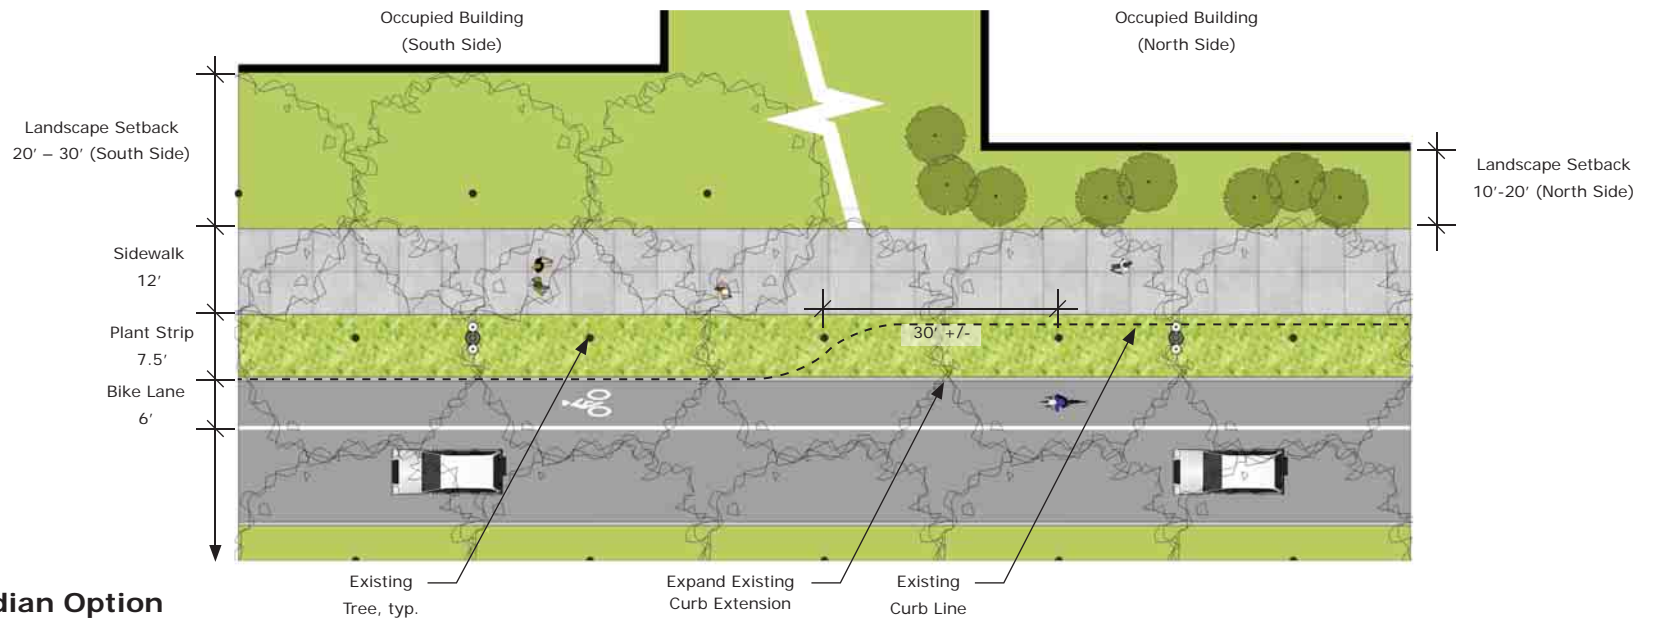 Occupied Building
(South Side)
Occupied Building
(North Side)
Landscape Setback
20’ – 30’ (South Side)
Landscape Setback
10’-20’ (North Side)
Sidewalk
12’
Plant Strip
7.5’
30’ +/-
Bike Lane
6’
Existing
Tree, typ.
Expand Existing
Curb Extension
Existing
Curb Line
dian Option